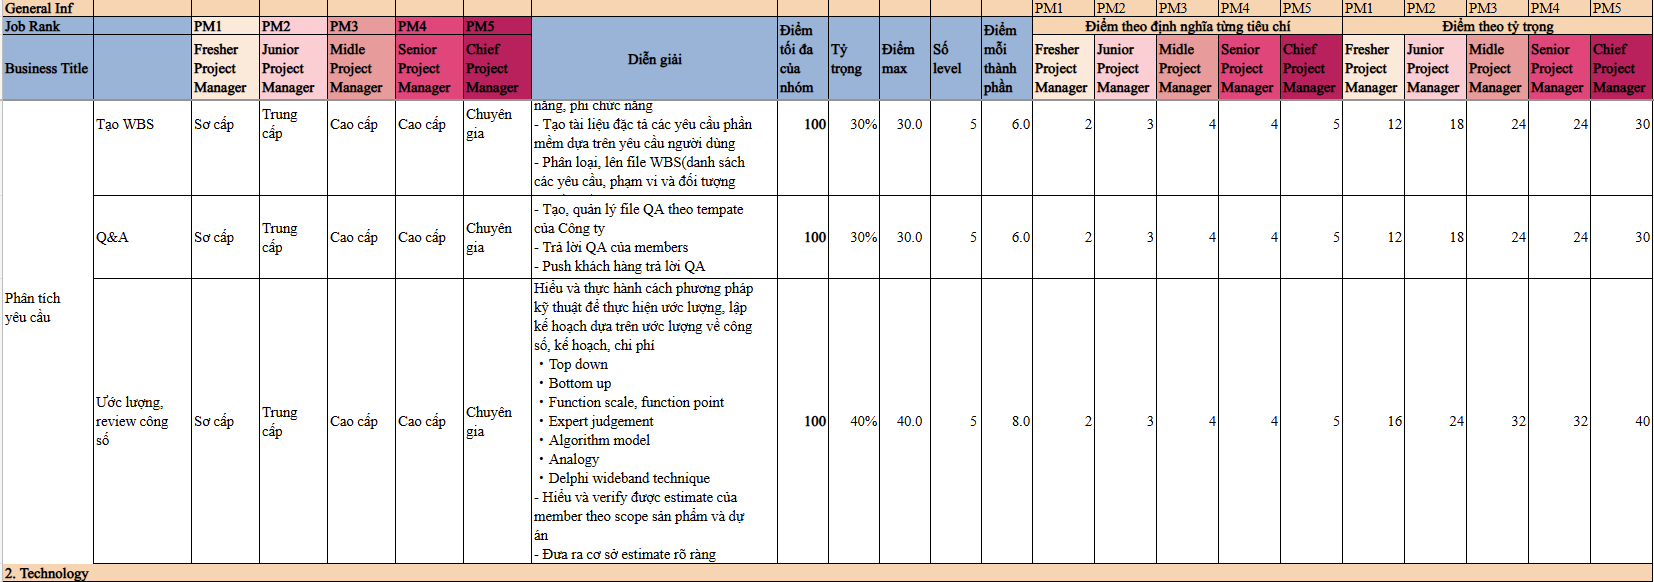 General Inf PM1 PM2 PM3 PM4 PM5 PM1 PM2 PM3 PM4 PM5
Job Rank PM1 PM2 PM3 PM4 PM5 Diễn giải Điểm tối đa của nhóm Tỷ trọng Điểm max Số level Điểm mỗi thành phần Điểm theo định nghĩa từng tiêu chí Điểm theo tỷ trọng
Business Title Fresher Project Manager Junior Project Manager Midle Project Manager Senior Project Manager Chief Project Manager Fresher Project Manager Junior Project Manager Midle Project Manager Senior Project Manager Chief Project Manager Fresher Project Manager Junior Project Manager Midle Project Manager Senior Project Manager Chief Project Manager
Phân tích yêu cầu
Tạo WBS Sơ cấp Trung cấp Cao cấp Cao cấp Chuyên gia
năng, phi chức năng
- Tạo tài liệu đặc tả các yêu cầu phần
mềm dựa trên yêu cầu người dùng
- Phân loại, lên file WBS(danh sách
các yêu cầu, phạm vi và đối tượng
100 30% 30.0 5 6.0 2 3 4 4 5 12 18 24 24 30
Q&A Sơ cấp Trung cấp Cao cấp Cao cấp Chuyên gia
- Tạo, quản lý file QA theo tempate
của Công ty
- Trả lời QA của members
- Push khách hàng trả lời QA
100 30% 30.0 5 6.0 2 3 4 4 5 12 18 24 24 30
Ước lượng, review công số Sơ cấp Trung cấp Cao cấp Cao cấp Chuyên gia
Hiểu và thực hành cách phương pháp
kỹ thuật để thực hiện ước lượng, lập
kế hoạch dựa trên ước lượng về công
số, kế hoạch, chi phí
・Top down
・Bottom up
・Function scale, function point
・Expert judgement
・Algorithm model
・Analogy
・Delphi wideband technique
- Hiểu và verify được estimate của
member theo scope sản phẩm và dự
án
- Đưa ra cơ sở estimate rõ ràng
100 40% 40.0 5 8.0 2 3 4 4 5 16 24 32 32 40
2. Technology